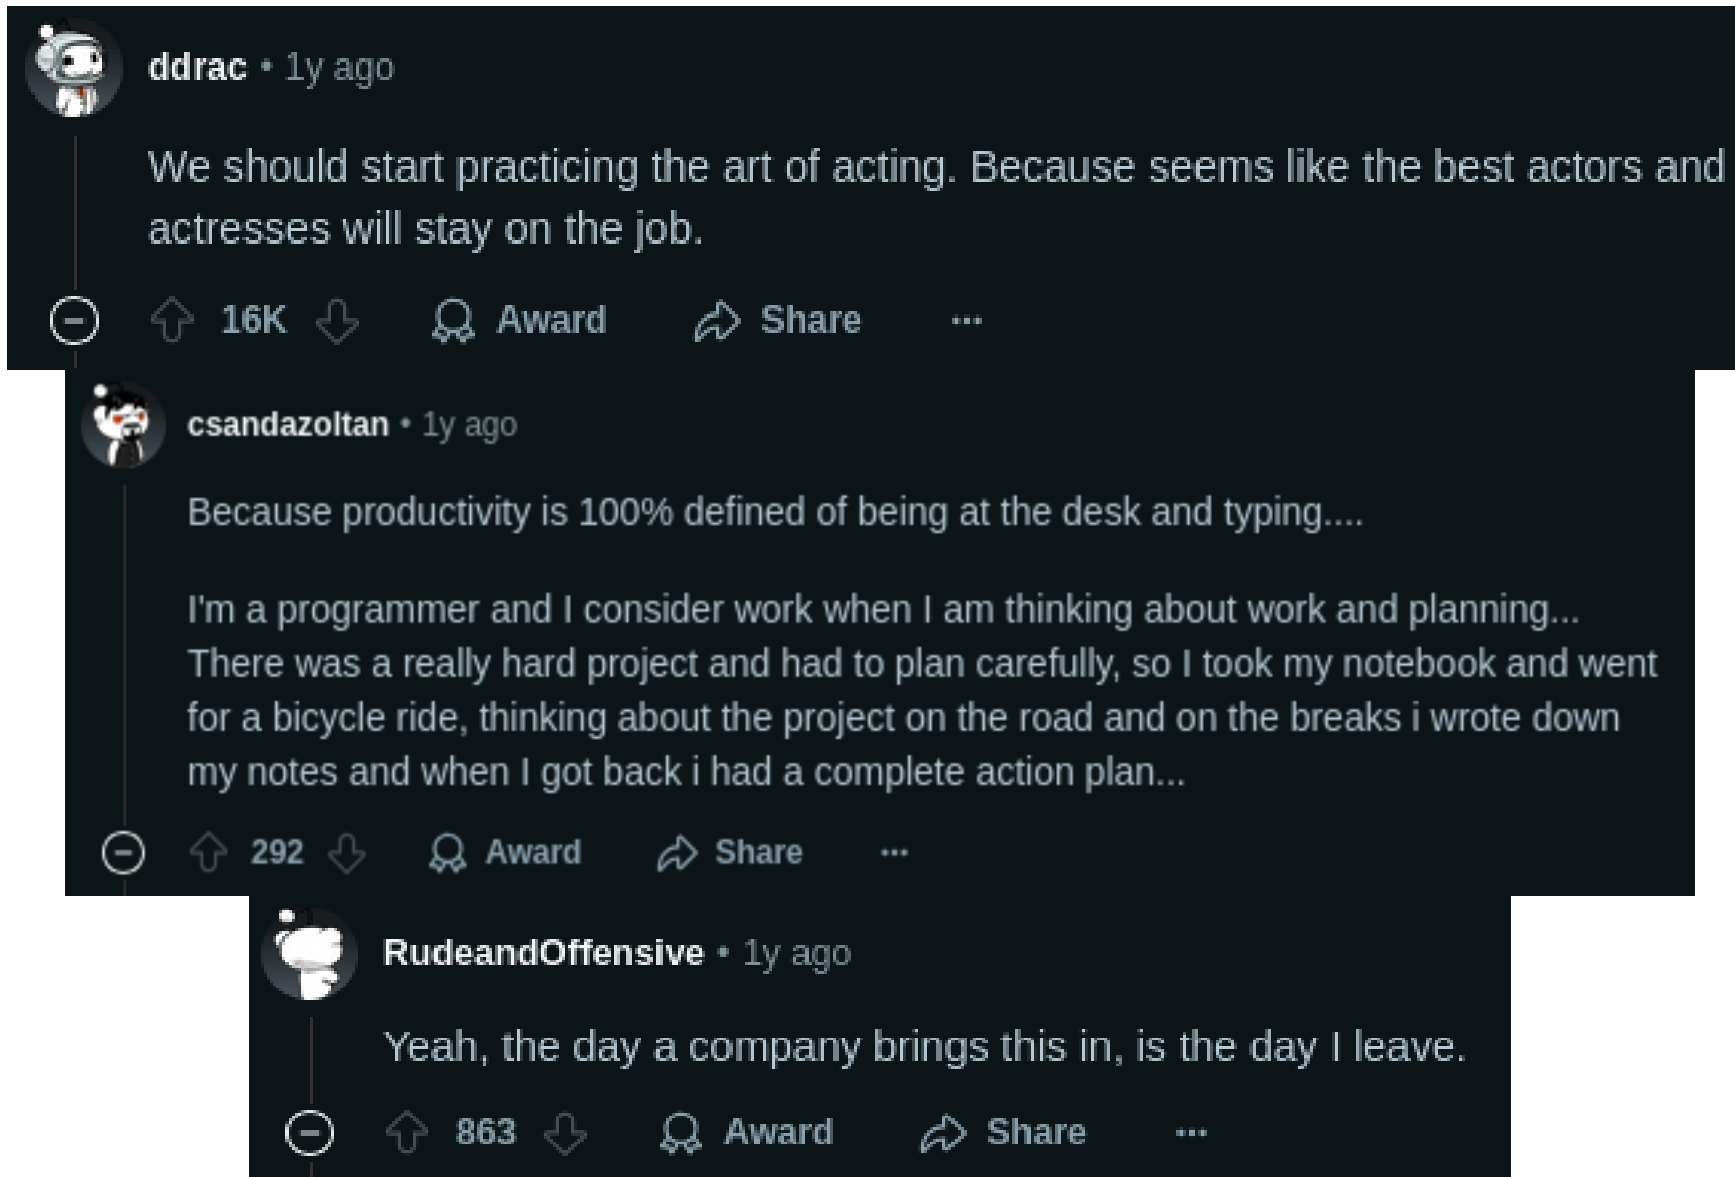 ddrac • 1y ago
We should start practicing the art of acting. Because seems like the best actors and
actresses will stay on the job.
16K Award Share ...
csandazoltan • 1y ago
Because productivity is 100% defined of being at the desk and typing....
I'm a programmer and I consider work when I am thinking about work and planning...
There was a really hard project and had to plan carefully, so I took my notebook and went
for a bicycle ride, thinking about the project on the road and on the breaks i wrote down
my notes and when I got back i had a complete action plan...
292 Award Share ...
RudeandOffensive • 1y ago
Yeah, the day a company brings this in, is the day I leave.
863 Award Share ...